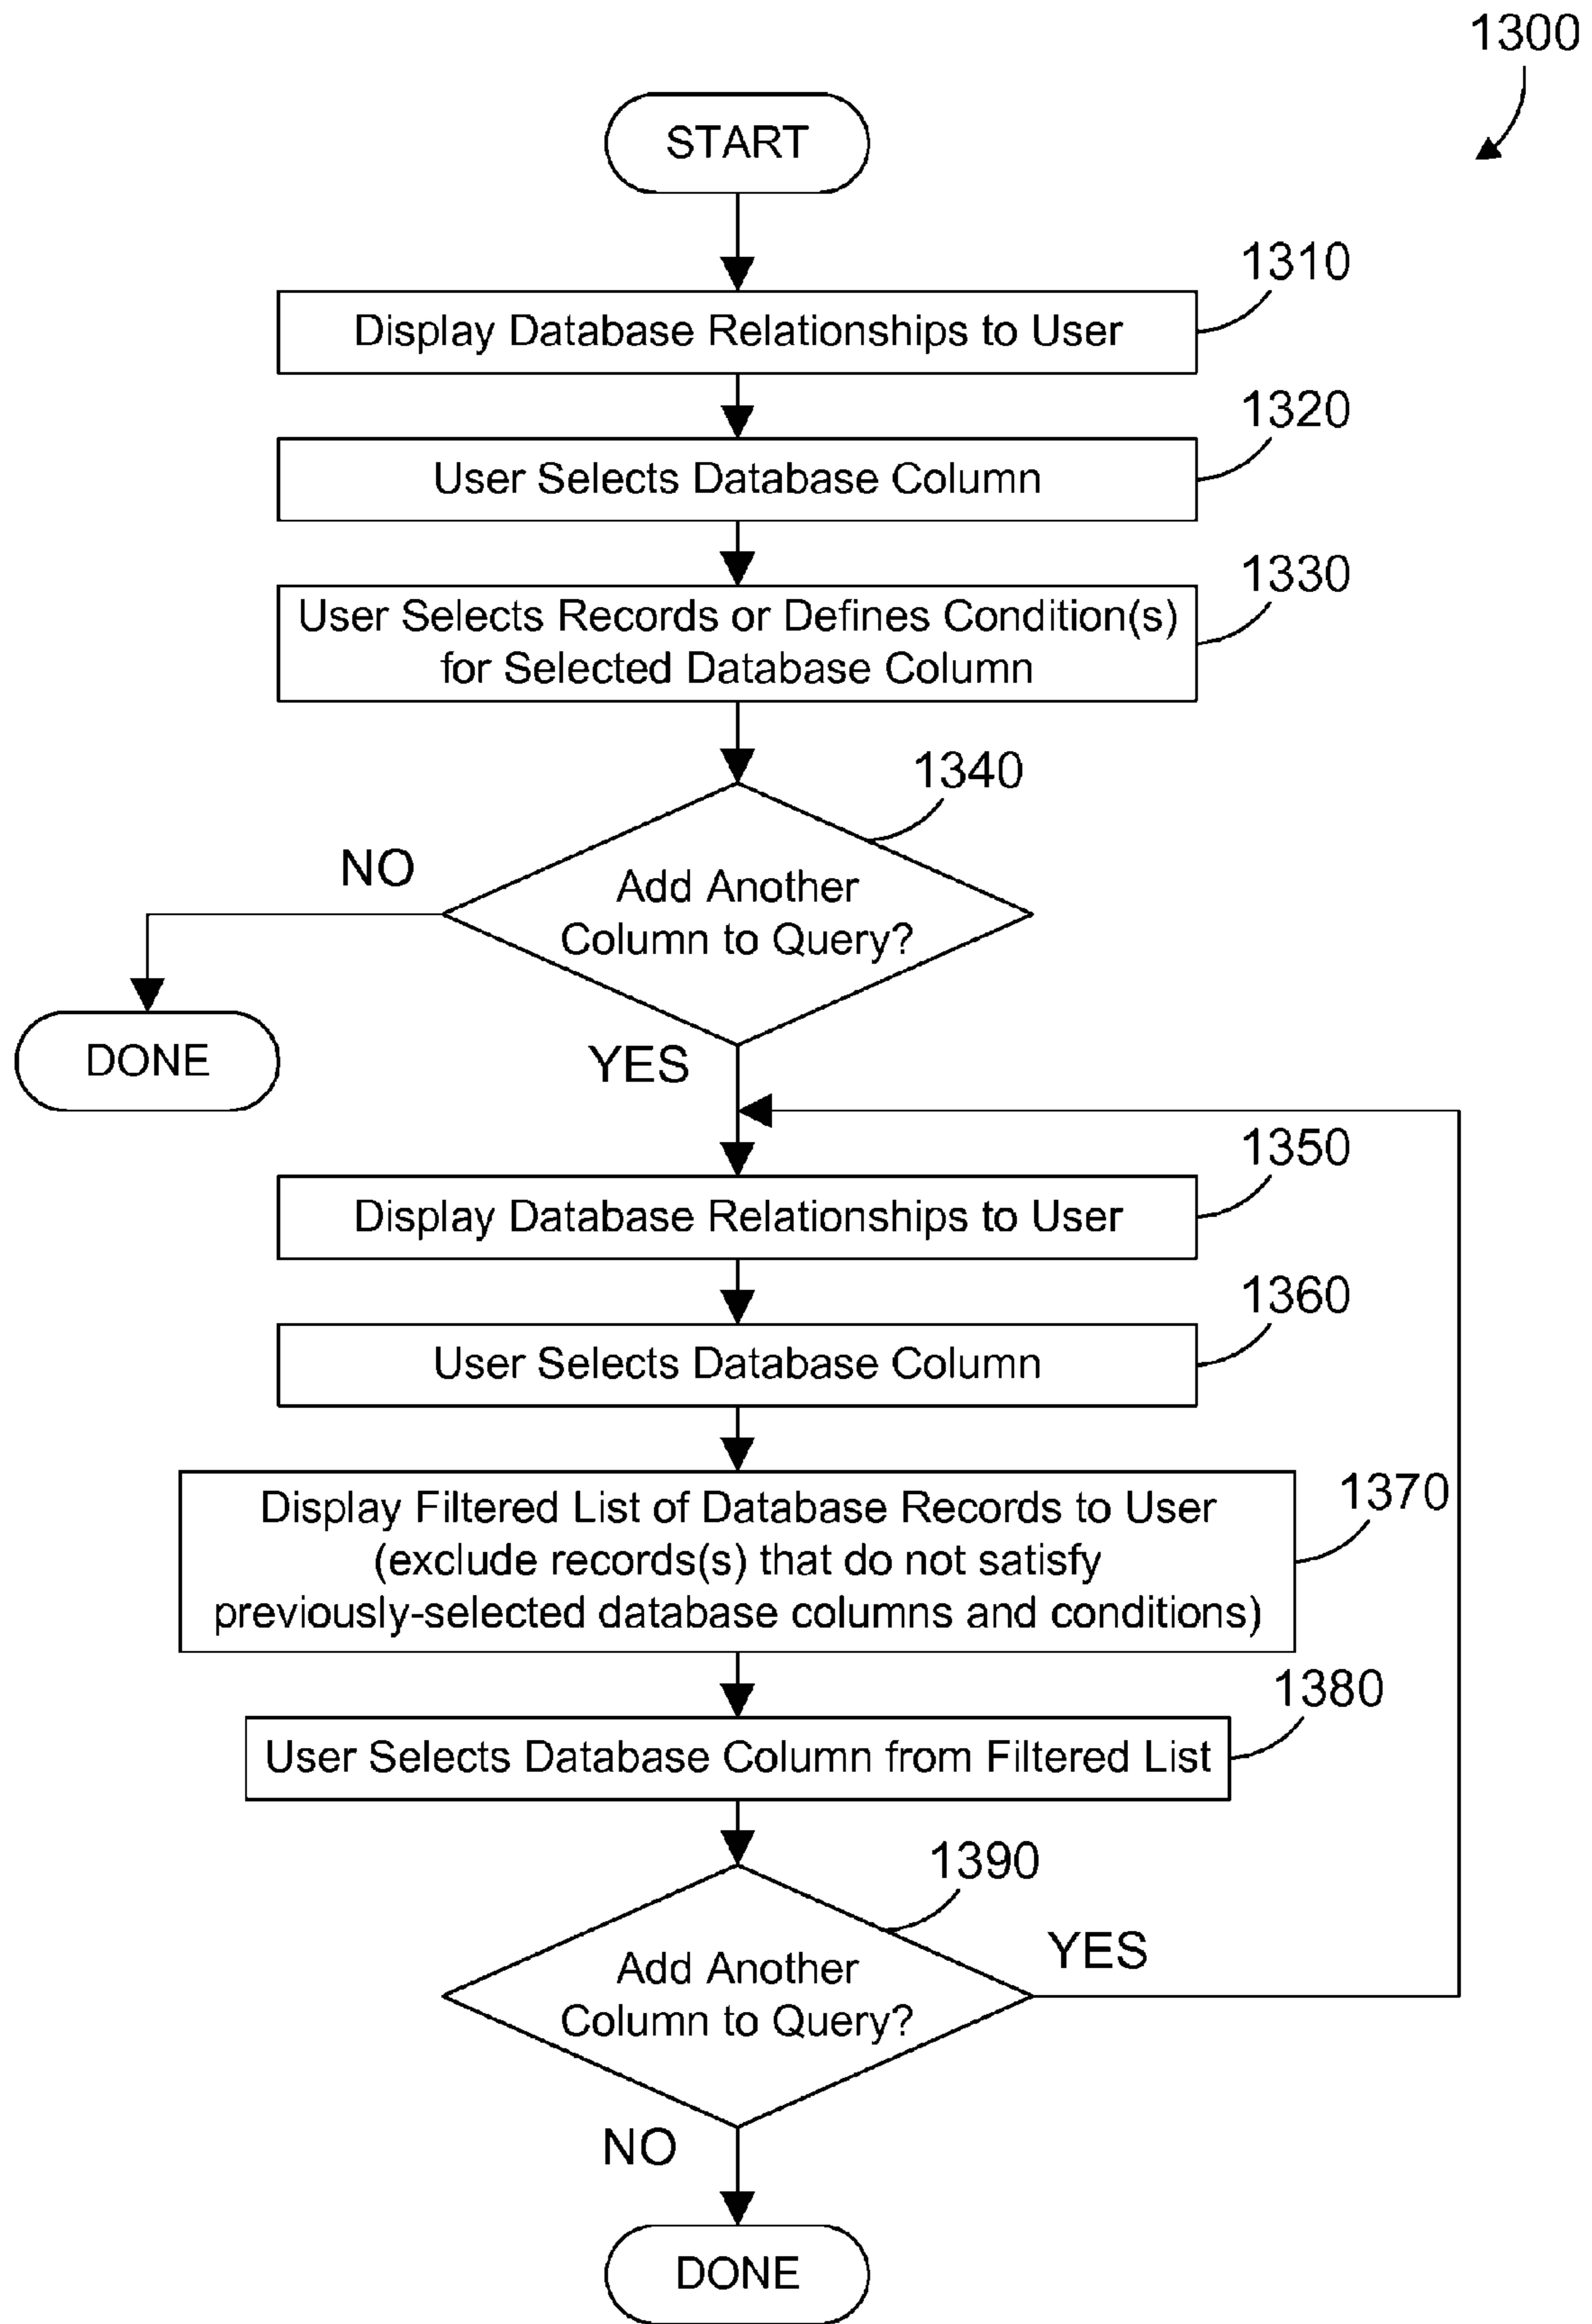 1300
START
1310
Display Database Relationships to User
1320
User Selects Database Column
1330
User Selects Records or Defines Condition(s)
for Selected Database Column
1340
NO
Add Another
Column to Query?
DONE
YES
1350
Display Database Relationships to User
1360
User Selects Database Column
1370
Display Filtered List of Database Records to User
(exclude records(s) that do not satisfy
previously-selected database columns and conditions)
1380
User Selects Database Column from Filtered List
1390
YES
Add Another
Column to Query?
NO
DONE